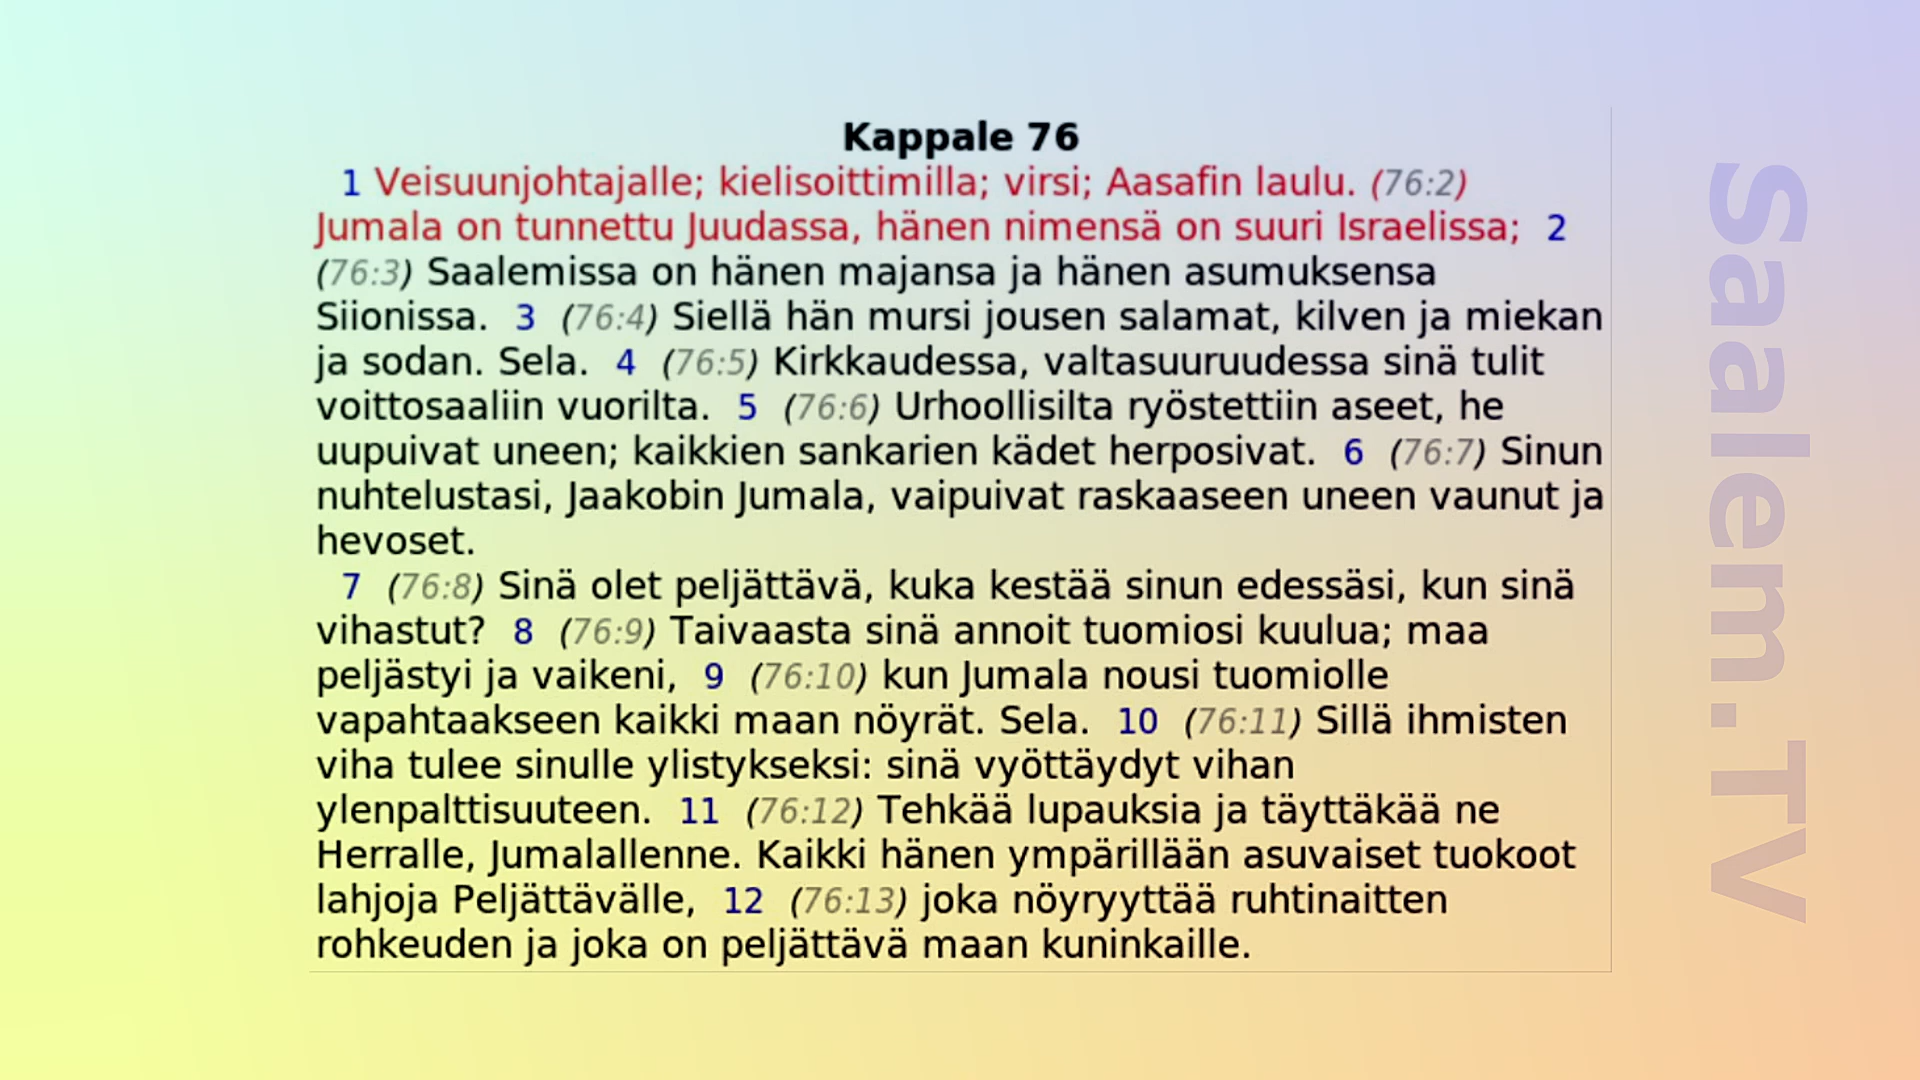 Kappale 76
1 Veisuunjohtajalle; kielisoittimilla; virsi; Aasafin laulu. (76:2)
Jumala on tunnettu Juudassa, hänen nimensä on suuri Israelissa; 2
(76:3) Saalemissa on hänen majansa ja hänen asumuksensa
Siionissa. 3 (76:4) Siellä hän mursi jousen salamat, kilven ja miekan
ja sodan. Sela. 4 (76:5) Kirkkaudessa, valtasuuruudessa sinä tulit
voittosaaliin vuorilta. 5 (76:6) Urhoollisilta ryöstettiin aseet, he
uupuivat uneen; kaikkien sankarien kädet herposivat. 6 (76:7) Sinun
nuhtelustasi, Jaakobin Jumala, vaipuivat raskaaseen uneen vaunut ja
hevoset.
7 (76:8) Sinä olet peljättävä, kuka kestää sinun edessäsi, kun sinä
vihastut? 8 (76:9) Taivaasta sinä annoit tuomiosi kuulua; maa
peljästyi ja vaikeni, 9 (76:10) kun Jumala nousi tuomiolle
vapahtaakseen kaikki maan nöyrät. Sela. 10 (76:11) Sillä ihmisten
viha tulee sinulle ylistykseksi: sinä vyöttäydyt vihan
ylenpalttisuuteen. 11 (76:12) Tehkää lupauksia ja täyttäkää ne
Herralle, Jumalallenne. Kaikki hänen ympärillään asuvaiset tuokoot
lahjoja Peljättävälle, 12 (76:13) joka nöyryyttää ruhtinaitten
rohkeuden ja joka on peljättävä maan kuninkaille.
Saalem.TV